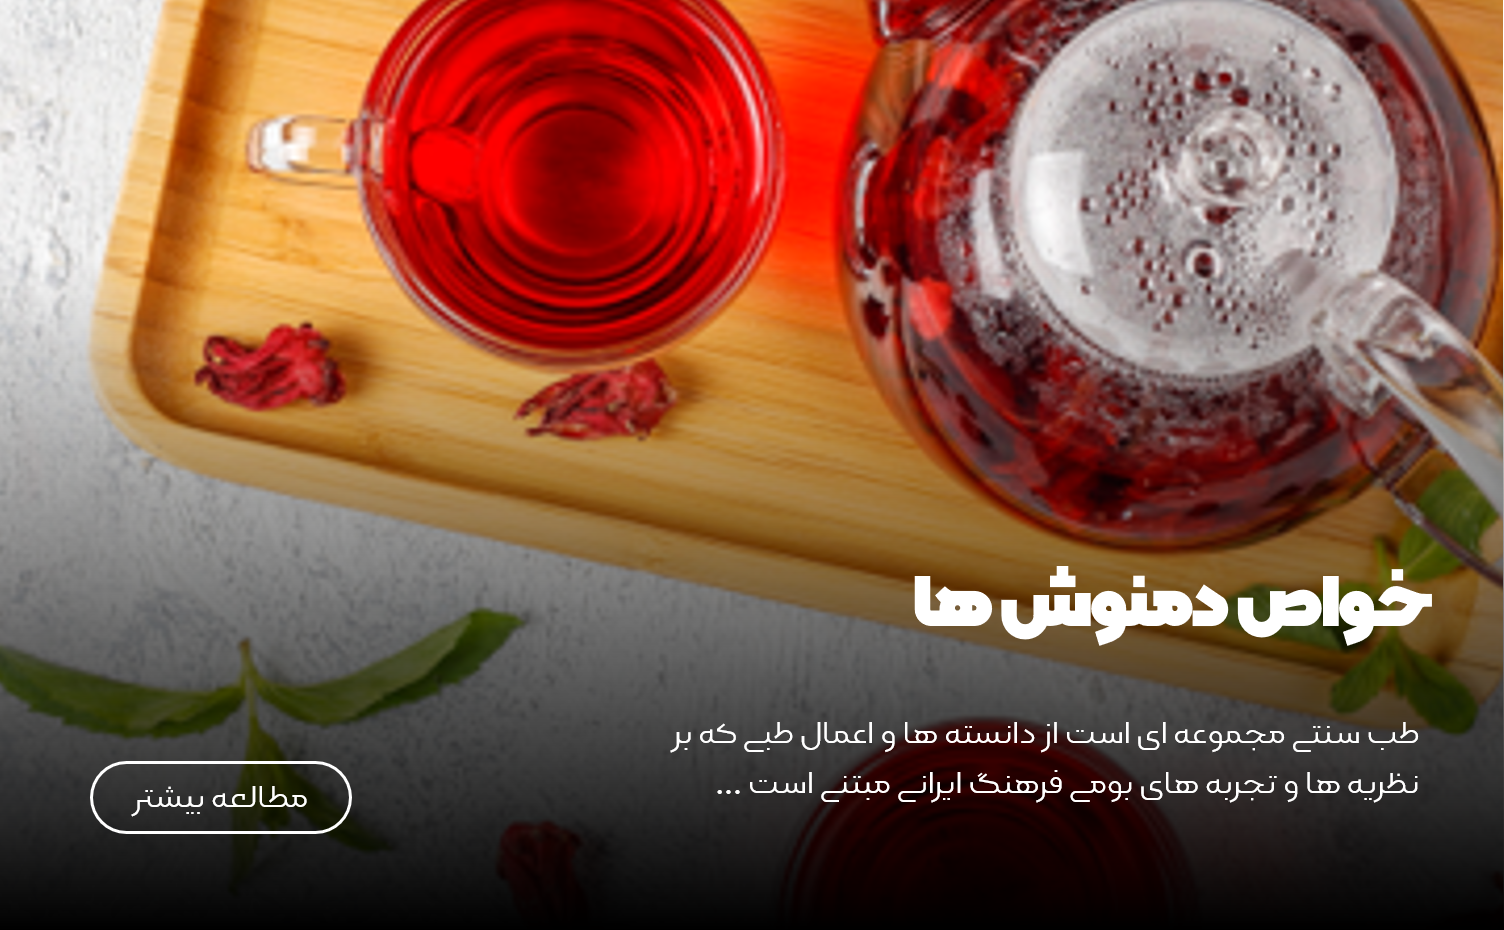 خواص دمنوش ها
طب سنتی مجموعه ای است از دانسته ها و اعمال طبی که بر
نظریه ها و تجربه های بومی فرهنگ ایرانی مبتنی است ...
مطالعه بیشتر